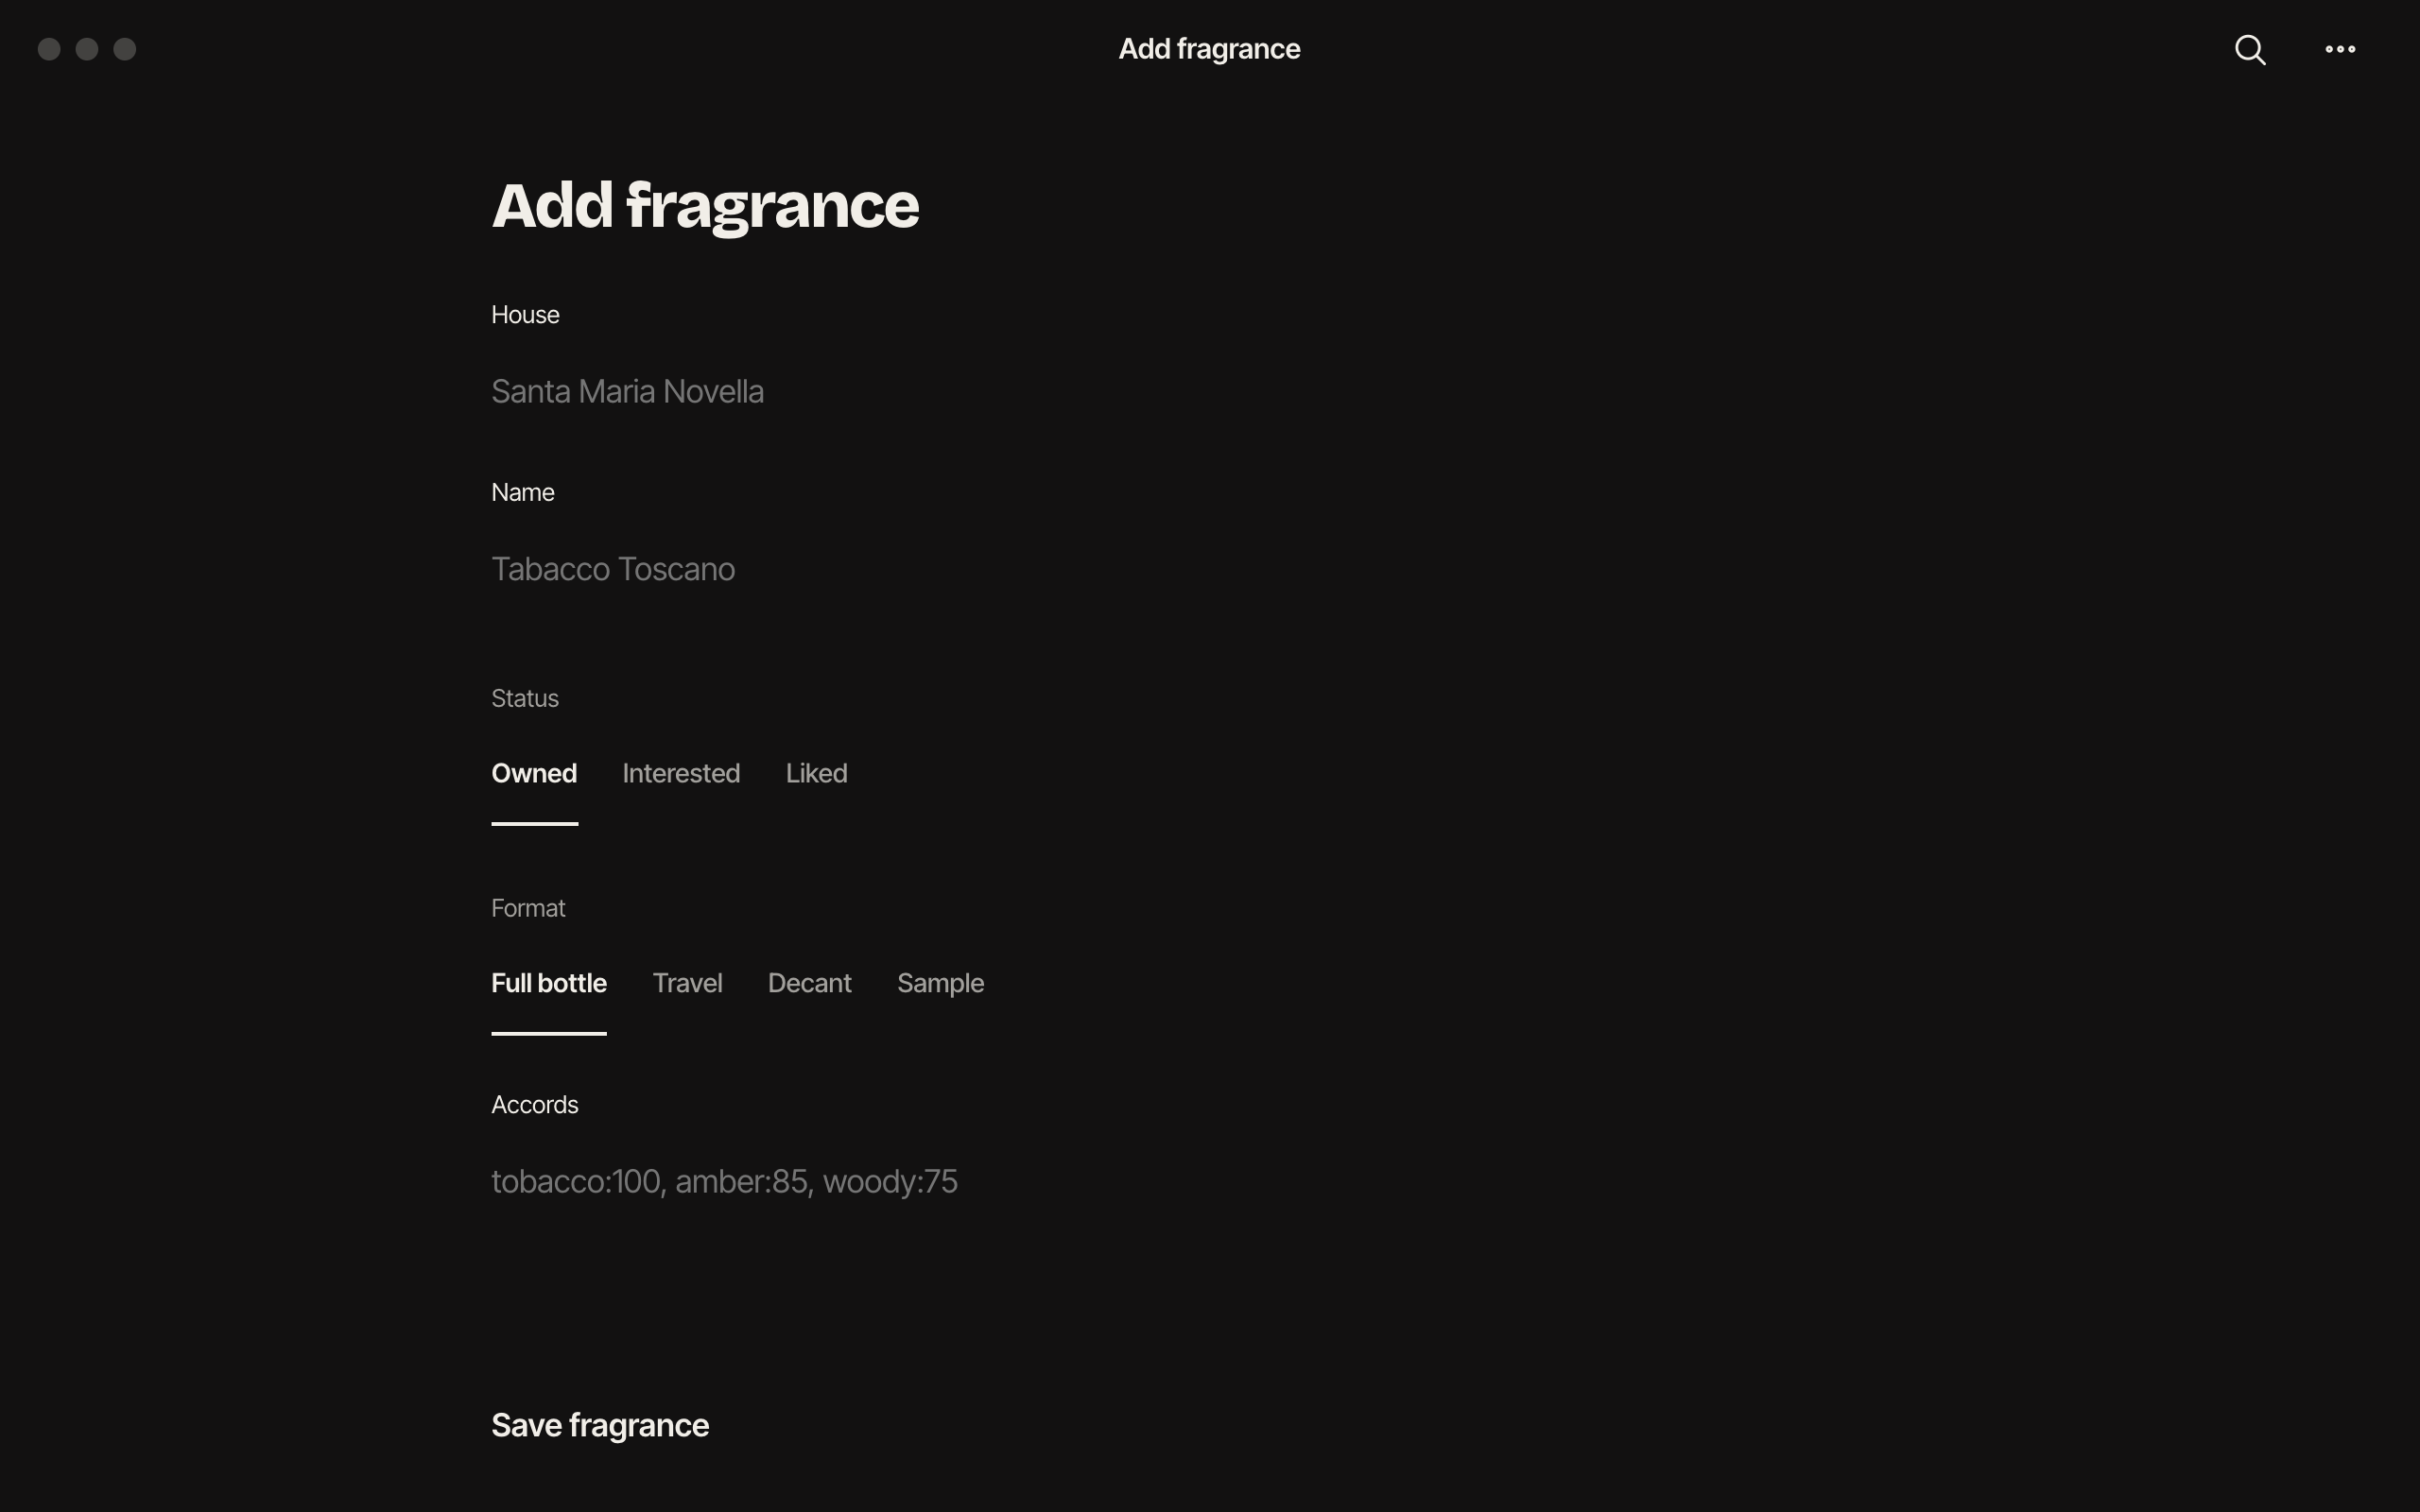 Add fragrance
Add fragrance
House
Santa Maria Novella
Name
Tabacco Toscano
Status
Owned Interested Liked
Format
Full bottle Travel Decant Sample
Accords
tobacco:100, amber:85, woody:75
Save fragrance